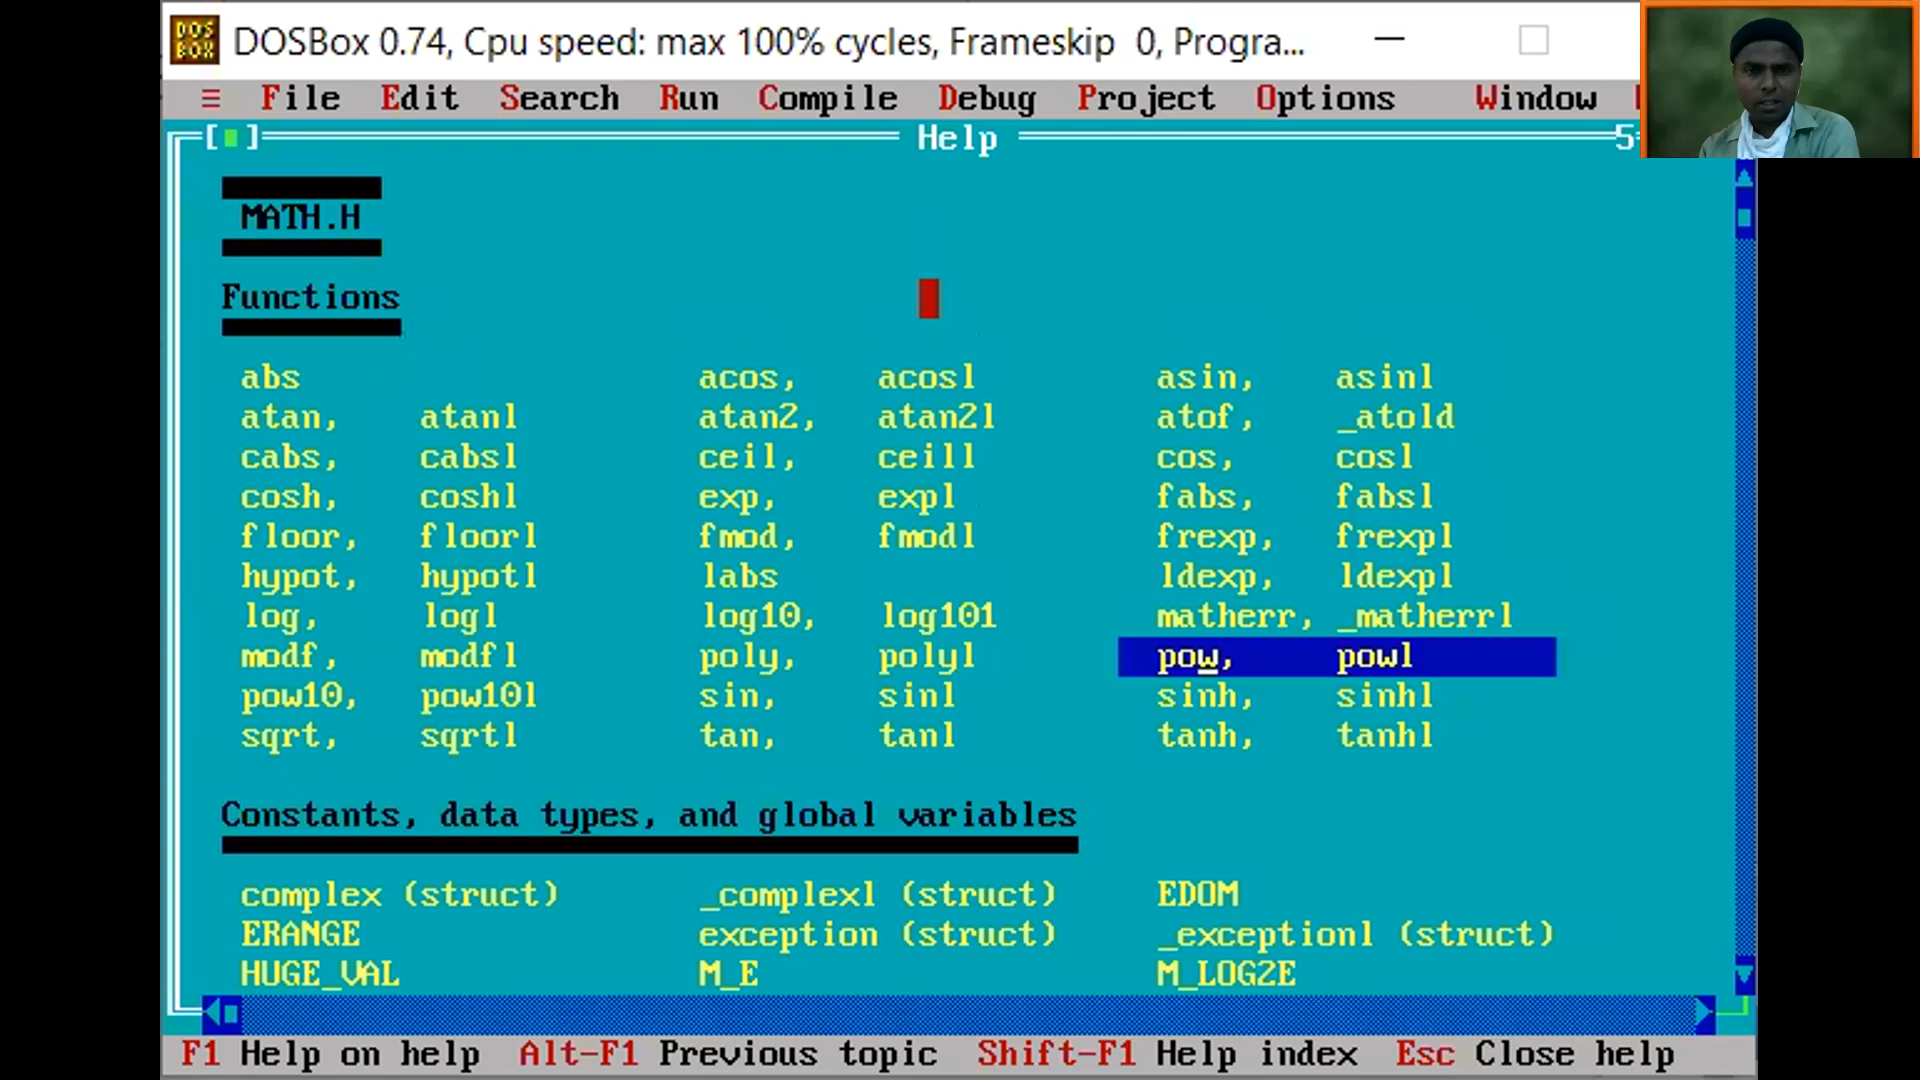 DOS BOX DOSBox 0.74, Cpu speed: max 100% cycles, Frameskip 0, Progra...
≡ File Edit Search Run Compile Debug Project Options Window
[■] Help 5
MATH.H
Functions
abs acos, acosl asin, asinl
atan, atanl atan2, atan2l atof, _atold
cabs, cabsl ceil, ceill cos, cosl
cosh, coshl exp, expl fabs, fabsl
floor, floorl fmod, fmodl frexp, frexpl
hypot, hypotl labs ldexp, ldexpl
log, logl log10, log10l matherr, _matherrl
modf, modfl poly, polyl pow, powl
pow10, pow10l sin, sinl sinh, sinhl
sqrt, sqrtl tan, tanl tanh, tanhl
Constants, data types, and global variables
complex (struct) _complexl (struct) EDOM
ERANGE exception (struct) _exceptionl (struct)
HUGE_VAL M_E M_LOG2E
F1 Help on help Alt-F1 Previous topic Shift-F1 Help index Esc Close help